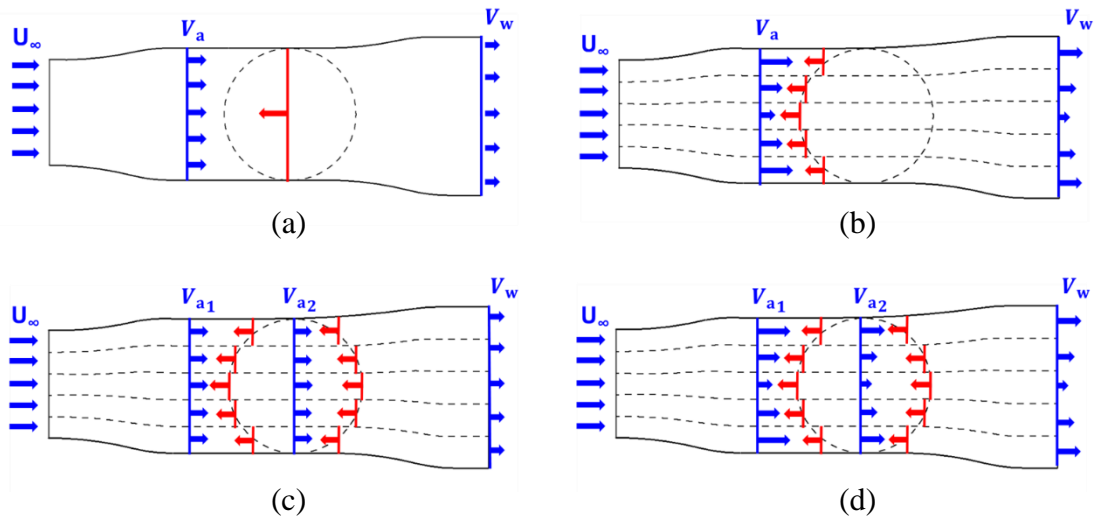 U∞ Va Vw
(a)
U∞ Va Vw
(b)
U∞ Va1 Va2 Vw
(c)
U∞ Va1 Va2 Vw
(d)